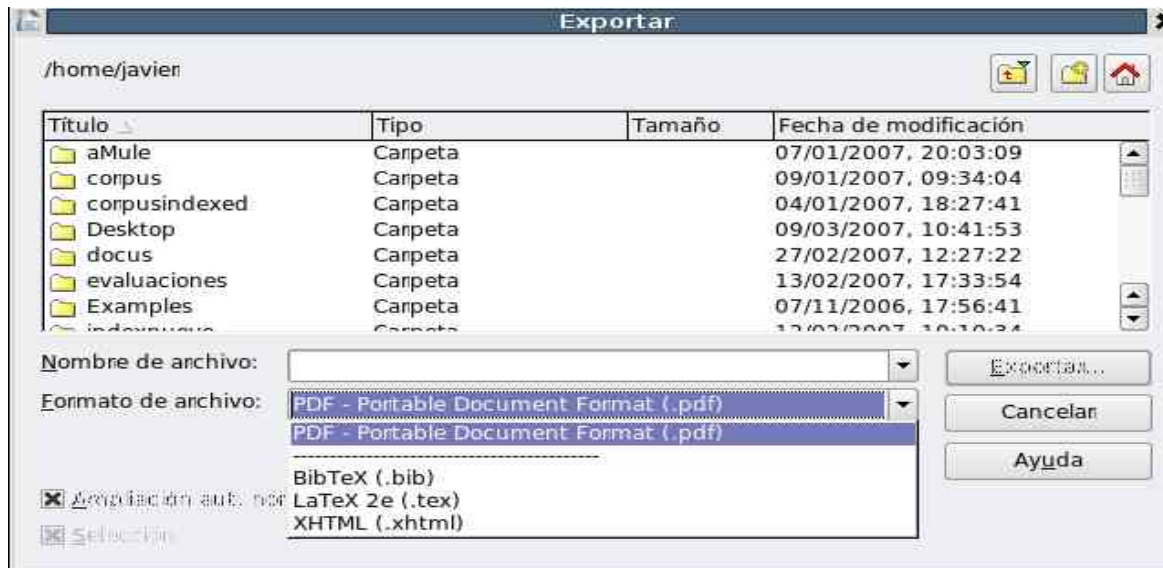 Exportar
/home/javier
Título Tipo Tamaño Fecha de modificación
aMule Carpeta 07/01/2007, 20:03:09
corpus Carpeta 09/01/2007, 09:34:04
corpusindexed Carpeta 04/01/2007, 18:27:41
Desktop Carpeta 09/03/2007, 10:41:53
docus Carpeta 27/02/2007, 12:27:22
evaluaciones Carpeta 13/02/2007, 17:33:54
Examples Carpeta 07/11/2006, 17:56:41
Carpeta
Nombre de archivo: Exportar...
Formato de archivo: PDF - Portable Document Format (.pdf) Cancelar
PDF - Portable Document Format (.pdf)
----------------------------------------
BibTeX (.bib) Ayuda
Ampliación aut. LaTeX 2e (.tex)
XHTML (.xhtml)
Selección